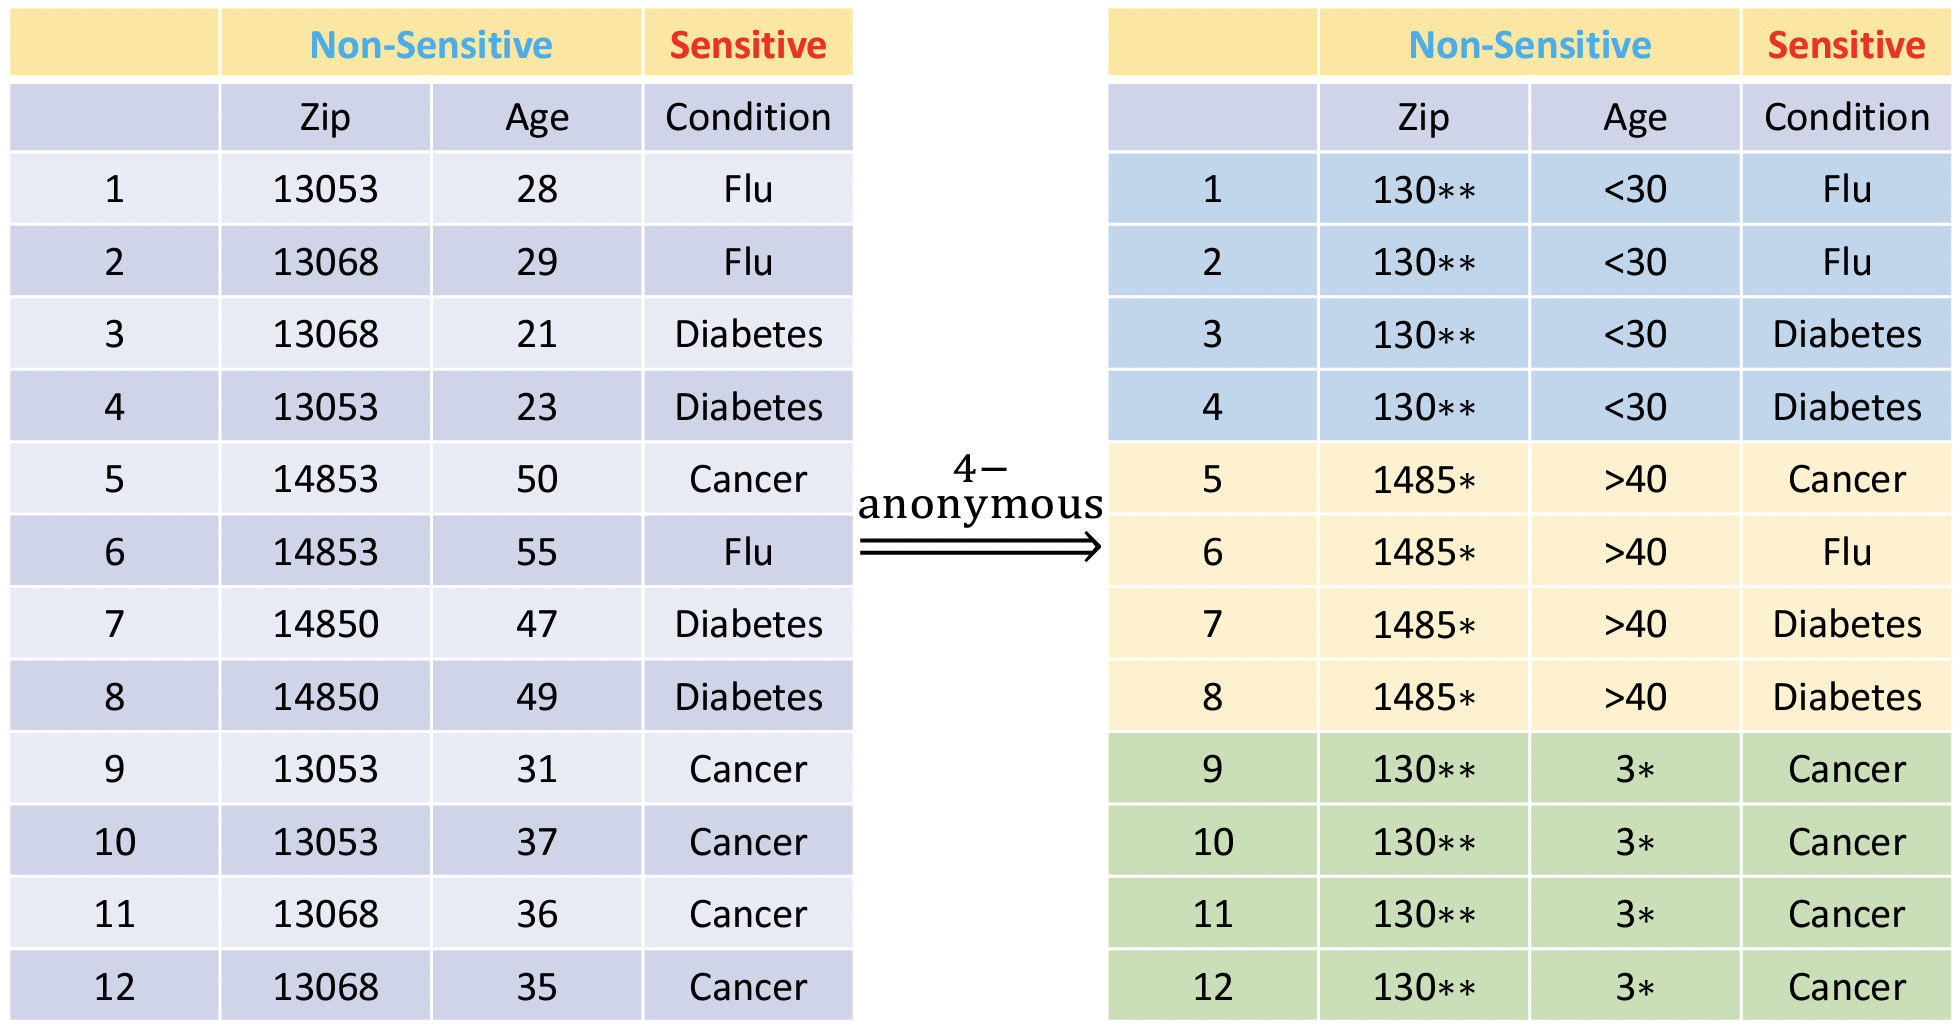 Non-Sensitive Sensitive
Zip Age Condition
1 13053 28 Flu
2 13068 29 Flu
3 13068 21 Diabetes
4 13053 23 Diabetes
5 14853 50 Cancer
6 14853 55 Flu
7 14850 47 Diabetes
8 14850 49 Diabetes
9 13053 31 Cancer
10 13053 37 Cancer
11 13068 36 Cancer
12 13068 35 Cancer
4−
anonymous
Non-Sensitive Sensitive
Zip Age Condition
1 130** <30 Flu
2 130** <30 Flu
3 130** <30 Diabetes
4 130** <30 Diabetes
5 1485* >40 Cancer
6 1485* >40 Flu
7 1485* >40 Diabetes
8 1485* >40 Diabetes
9 130** 3* Cancer
10 130** 3* Cancer
11 130** 3* Cancer
12 130** 3* Cancer